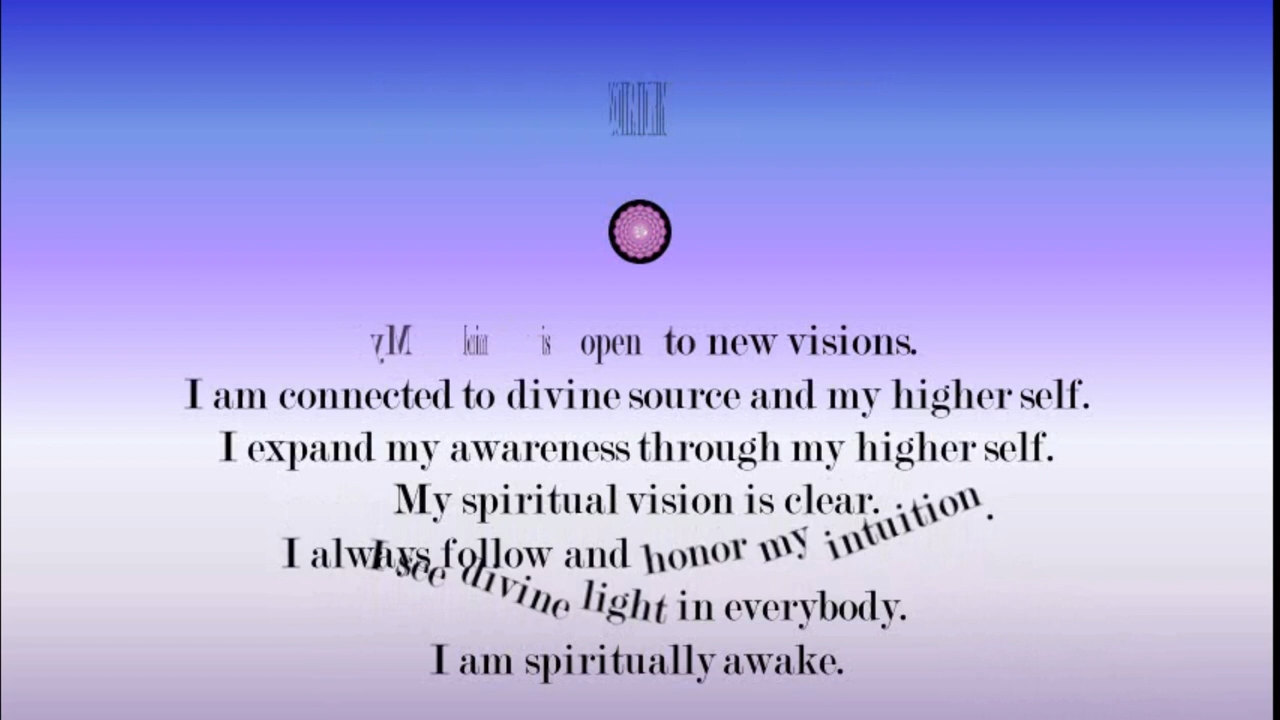 My is open to new visions.
I am connected to divine source and my higher self.
I expand my awareness through my higher self.
My spiritual vision is clear.
I always follow and honor my intuition.
I see divine light in everybody.
I am spiritually awake.